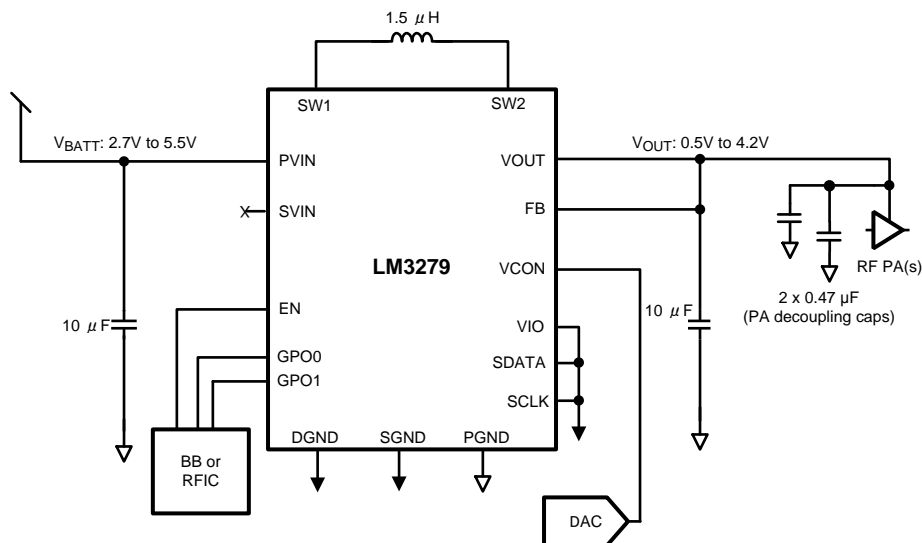 1.5 μH
SW1
SW2
VBATT: 2.7V to 5.5V
VOUT: 0.5V to 4.2V
PVIN
VOUT
SVIN
FB
LM3279
VCON
RF PA(s)
2 x 0.47 µF
(PA decoupling caps)
EN
10 μF
10 μF
VIO
GPO0
SDATA
GPO1
SCLK
DGND
SGND
PGND
BB or
RFIC
DAC